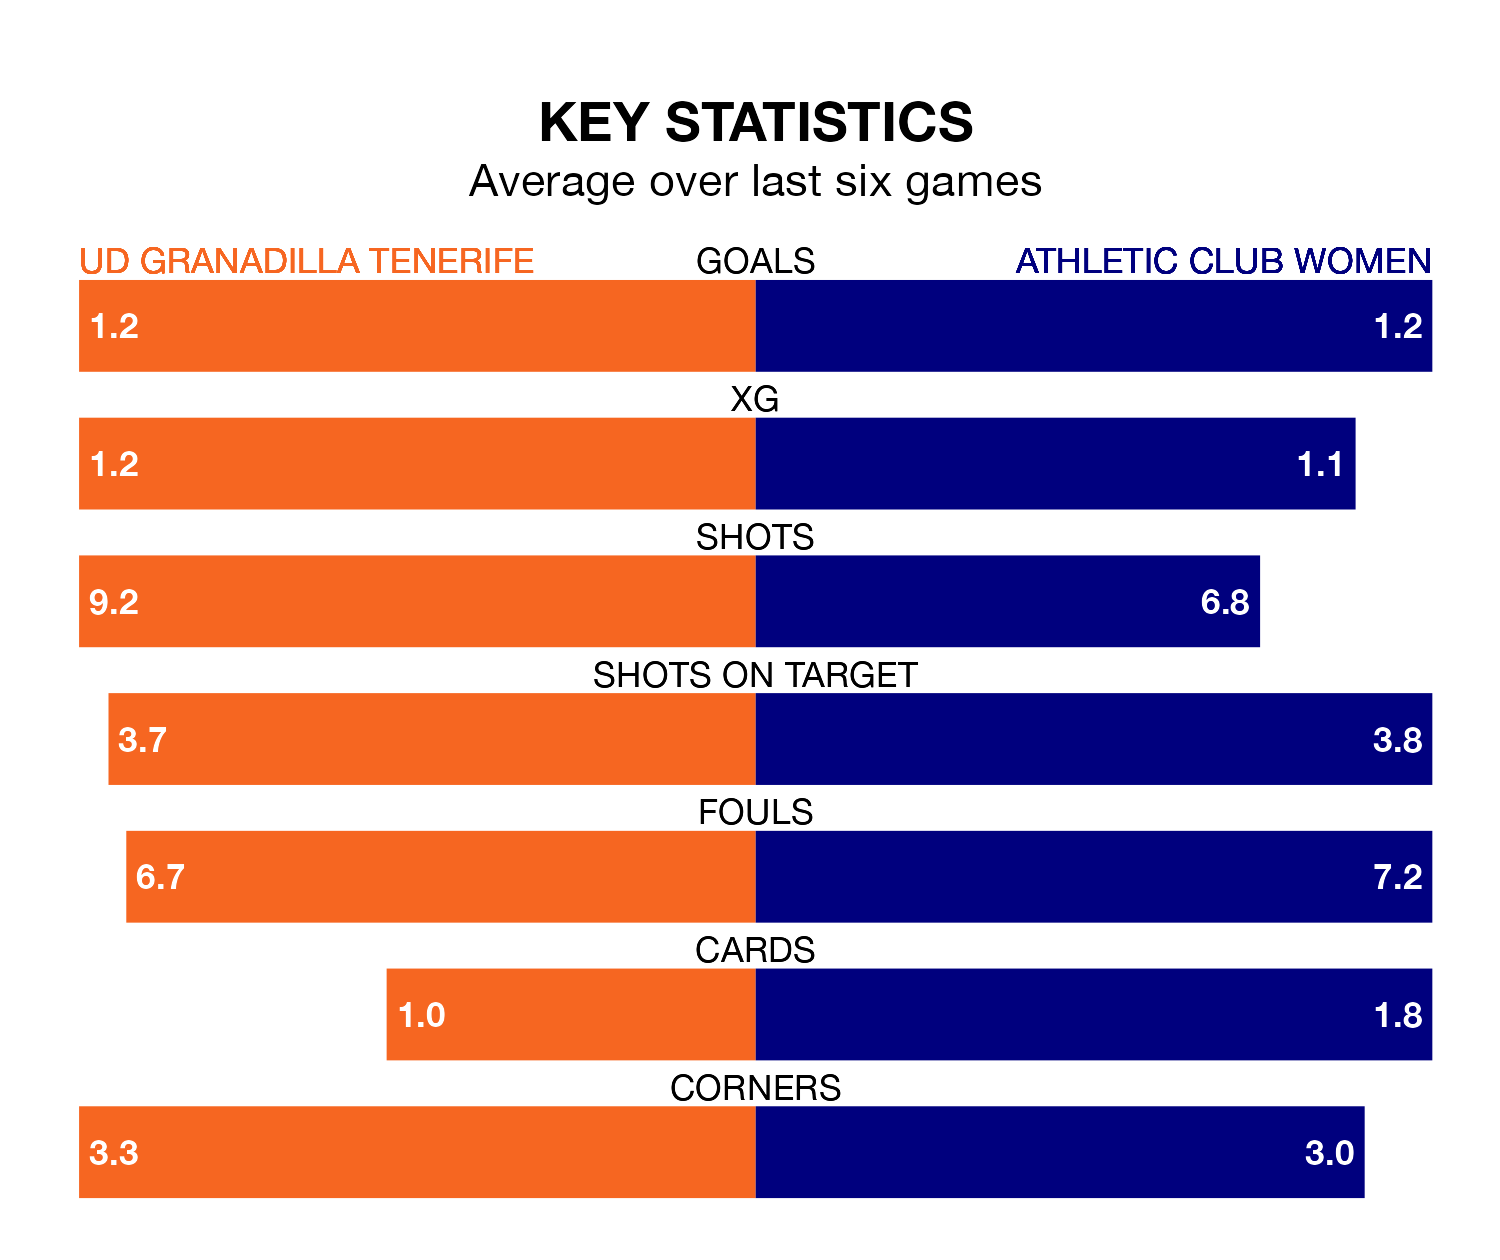 KEY STATISTICS
Average over last six games
UD GRANADILLA TENERIFE GOALS ATHLETIC CLUB WOMEN
1.2 1.2
XG
1.2 1.1
SHOTS
9.2 6.8
SHOTS ON TARGET
3.7 3.8
FOULS
6.7 7.2
CARDS
1.0 1.8
CORNERS
3.3 3.0